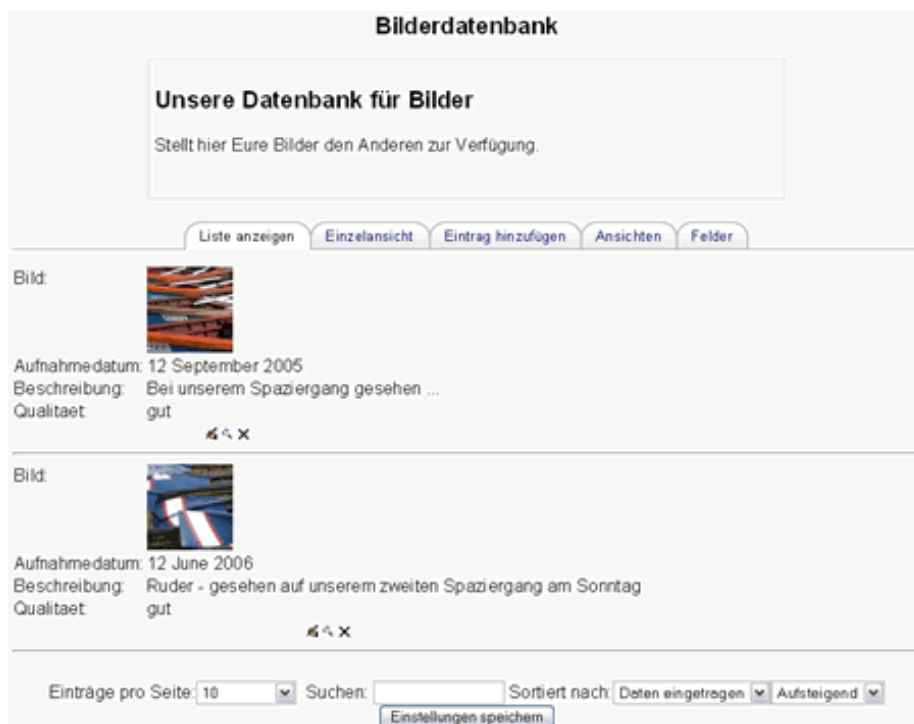 Bilderdatenbank
Unsere Datenbank für Bilder
Stellt hier Eure Bilder den Anderen zur Verfügung.
Liste anzeigen Einzelansicht Eintrag hinzufügen Ansichten Felder
Bild:
Aufnahmedatum: 12 September 2005
Beschreibung: Bei unserem Spaziergang gesehen ...
Qualitaet: gut
Bild:
Aufnahmedatum: 12 June 2006
Beschreibung: Ruder - gesehen auf unserem zweiten Spaziergang am Sonntag
Qualitaet: gut
Einträge pro Seite: 10 Suchen: Sortiert nach: Daten eingetragen Aufsteigend
Einstellungen speichern